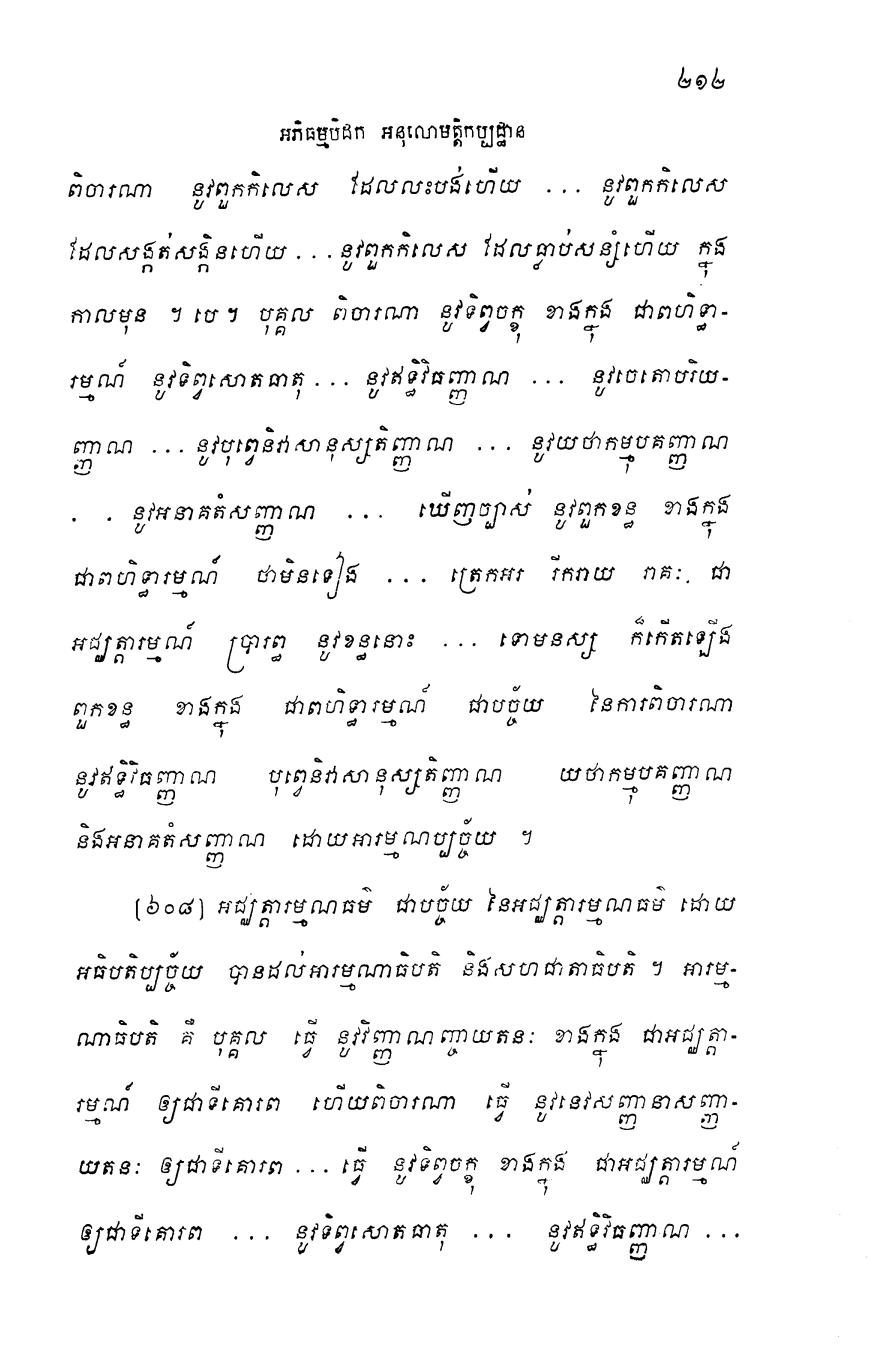 ២១២
អភិធម្មបិដក អនុលោមត្តិកប្បដ្ឋាន
ពិចារណា នូវពួកកិលេស ដែលលះបង់ហើយ ... នូវពួកកិលេស
ដែលសង្កត់សង្កិនហើយ ... នូវពួកកិលេស ដែលធ្លាប់សន្សំហើយ ក្នុង
កាលមុន ។ បេ ។ បុគ្គល ពិចារណា នូវទិព្វចក្ខុ ខាងក្នុង ជាពហិទ្ធា-
រម្មណ៍ នូវទិព្វសោតធាតុ ... នូវឥទ្ធិវិធញ្ញាណ ... នូវចេតោបរិយ-
ញ្ញាណ ... នូវបុព្វេនិវាសានុស្សតិញ្ញាណ ... នូវយថាកម្មុបគញ្ញាណ
. . នូវអនាគតំសញ្ញាណ ... ឃើញច្បាស់ នូវពួកខន្ធ ខាងក្នុង
ជាពហិទ្ធារម្មណ៍ ថាមិនទៀង ... ត្រេកអរ រីករាយ រាគៈ ជា
អជ្ឈត្តារម្មណ៍ ប្រារព្ធ នូវខន្ធនោះ ... ទោមនស្ស ក៏កើតឡើង
ពួកខន្ធ ខាងក្នុង ជាពហិទ្ធារម្មណ៍ ជាបច្ច័យ នៃការពិចារណា
នូវឥទ្ធិវិធញ្ញាណ បុព្វេនិវាសានុស្សតិញ្ញាណ យថាកម្មុបគញ្ញាណ
និងអនាគតំសញ្ញាណ ដោយអារម្មណប្បច្ច័យ ។
[៦០៨] អជ្ឈត្តារម្មណធម៌ ជាបច្ច័យ នៃអជ្ឈត្តារម្មណធម៌ ដោយ
អធិបតិប្បច្ច័យ បានដល់អារម្មណាធិបតិ និងសហជាតាធិបតិ ។ អារម្ម-
ណាធិបតិ គឺ បុគ្គល ធ្វើ នូវវិញ្ញាណញ្ចាយតនៈ ខាងក្នុង ជាអជ្ឈត្តា-
រម្មណ៍ ឲ្យជាទីគោរព ហើយពិចារណា ធ្វើ នូវនេវសញ្ញានាសញ្ញា-
យតនៈ ឲ្យជាទីគោរព ... ធ្វើ នូវទិព្វចក្ខុ ខាងក្នុង ជាអជ្ឈត្តារម្មណ៍
ឲ្យជាទីគោរព ... នូវទិព្វសោតធាតុ ... នូវឥទ្ធិវិធញ្ញាណ ...